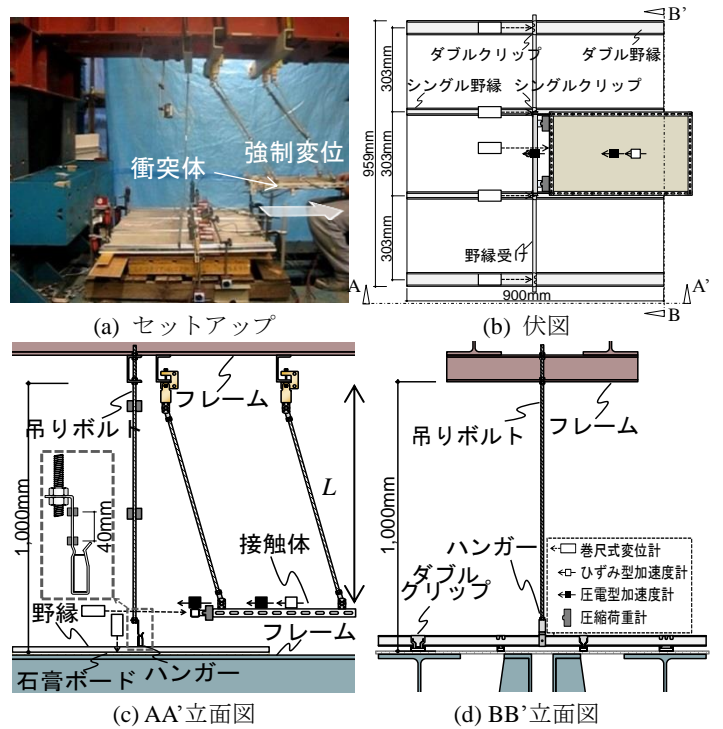 衝突体
強制変位
(a) セットアップ
B'
ダブルクリップ
ダブル野縁
シングル野縁
シングルクリップ
303mm
303mm
303mm
959mm
野縁受け
900mm
A
A'
B
(b) 伏図
フレーム
吊りボルト
L
1,000mm
40mm
接触体
野縁
フレーム
石膏ボード
ハンガー
(c) AA'立面図
フレーム
吊りボルト
1,000mm
ハンガー
ダブル
クリップ
巻尺式変位計
ひずみ型加速度計
圧電型加速度計
圧縮荷重計
(d) BB'立面図